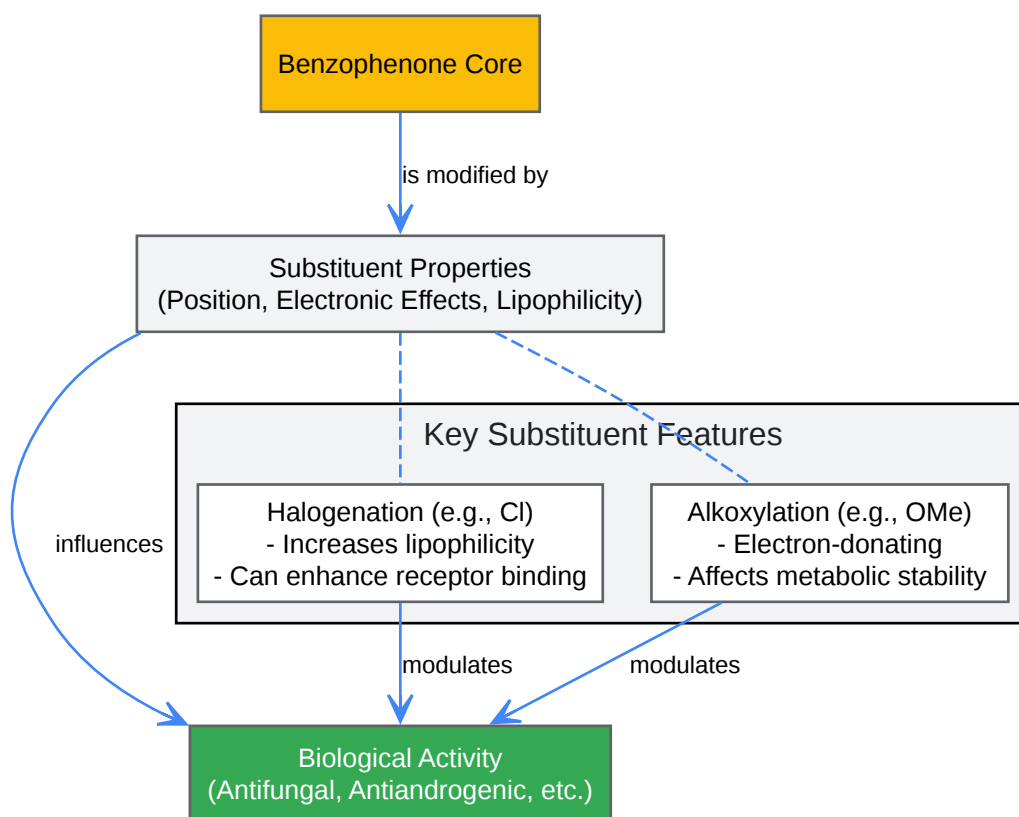 Benzophenone Core
is modified by
Substituent Properties
(Position, Electronic Effects, Lipophilicity)
Key Substituent Features
Halogenation (e.g., Cl)
- Increases lipophilicity
- Can enhance receptor binding
Alkoxylation (e.g., OMe)
- Electron-donating
- Affects metabolic stability
influences
modulates
modulates
Biological Activity
(Antifungal, Antiandrogenic, etc.)